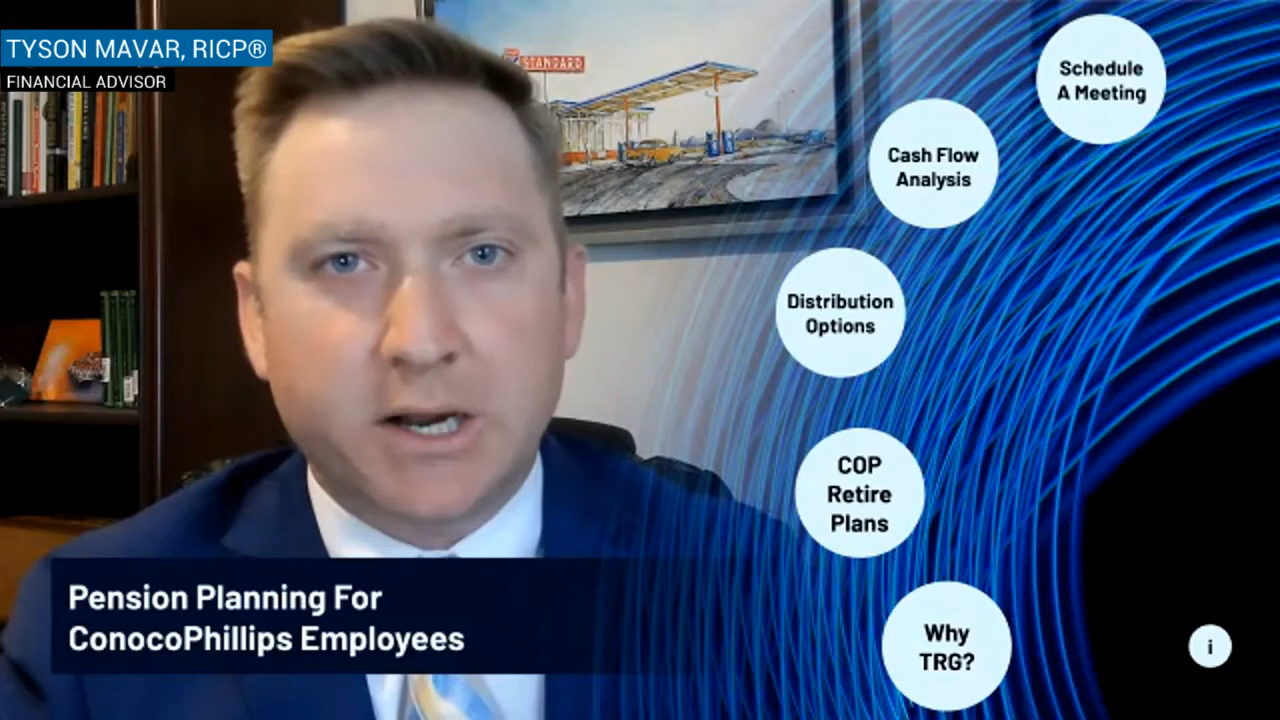 TYSON MAVAR, RICP®
FINANCIAL ADVISOR
STANDARD
Schedule
A Meeting
Cash Flow
Analysis
Distribution
Options
COP
Retire
Plans
Why
TRG?
Pension Planning For
ConocoPhillips Employees
i